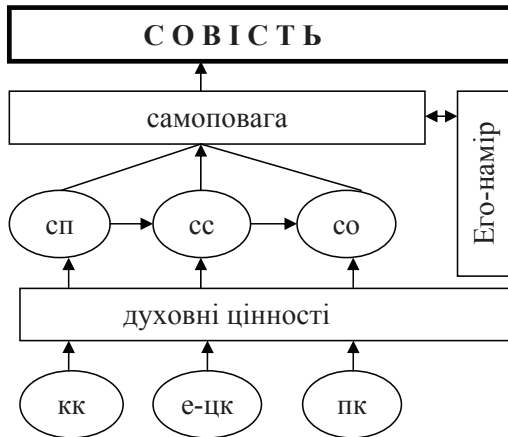 СОВІСТЬ
самоповага
Его-намір
сп
сс
со
духовні цінності
кк
е-цк
пк